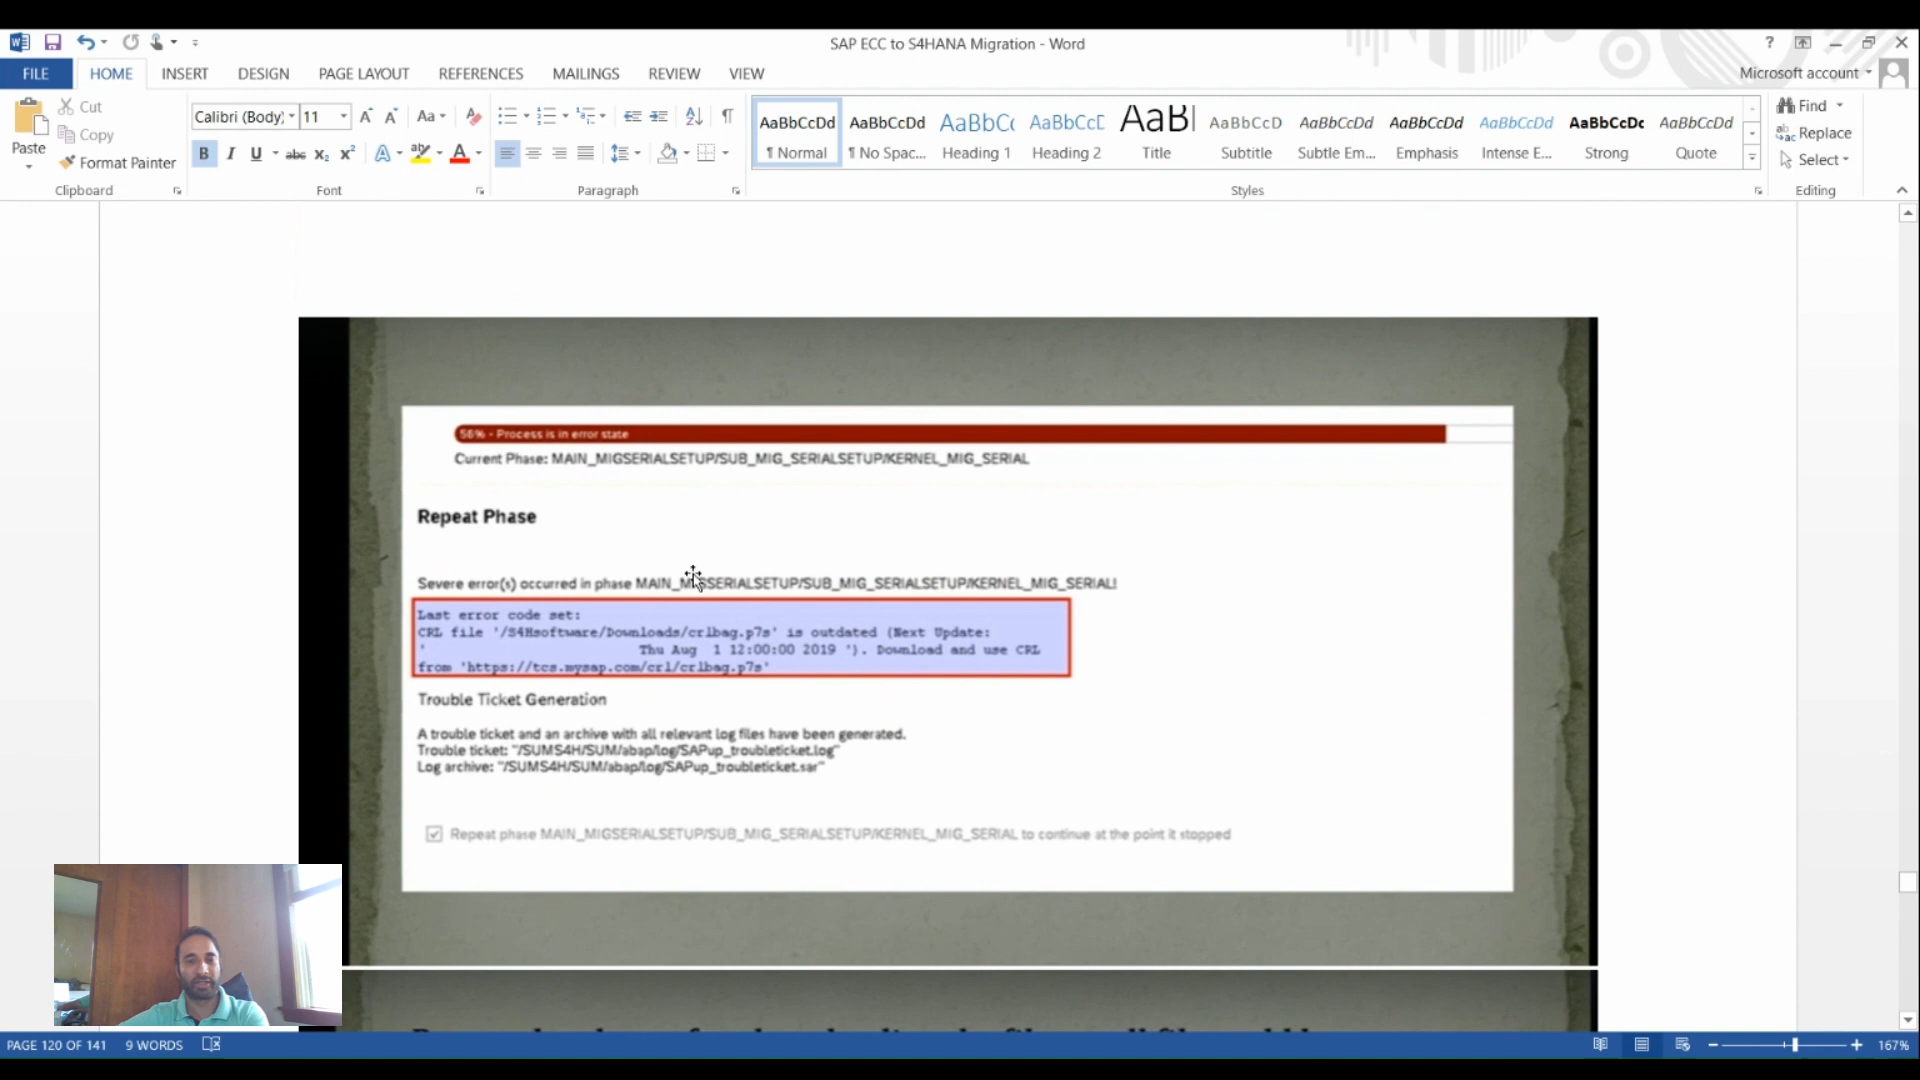 SAP ECC to S4HANA Migration - Word
?
FILE
HOME
INSERT
DESIGN
PAGE LAYOUT
REFERENCES
MAILINGS
REVIEW
VIEW
Microsoft account
Paste
Cut
Copy
Format Painter
Clipboard
Calibri (Body)
11
Aa
B I U abc X₂ X²
Font
Paragraph
AaBbCcDd AaBbCcDd AaBbC AaBbCcD AaB AaBbCcD AaBbCcDd AaBbCcDd AaBbCcDd AaBbCcDc AaBbCcDd
¶ Normal ¶ No Spac... Heading 1 Heading 2 Title Subtitle Subtle Em... Emphasis Intense E... Strong Quote
Styles
Find
Replace
Select
Editing
56% - Process is in error state
Current Phase: MAIN_MIGSERIALSETUP/SUB_MIG_SERIALSETUP/KERNEL_MIG_SERIAL
Repeat Phase
Severe error(s) occurred in phase MAIN_MIGSERIALSETUP/SUB_MIG_SERIALSETUP/KERNEL_MIG_SERIAL!
Last error code set:
CRL file '/S4Hsoftware/Downloads/crlbag.p7s' is outdated (Next Update:
' Thu Aug 1 12:00:00 2019 '). Download and use CRL
from 'https://tcs.mysap.com/crl/crlbag.p7s'
Trouble Ticket Generation
A trouble ticket and an archive with all relevant log files have been generated.
Trouble ticket: "/SUMS4H/SUM/abap/log/SAPup_troubleticket.log"
Log archive: "/SUMS4H/SUM/abap/log/SAPup_troubleticket.sar"
Repeat phase MAIN_MIGSERIALSETUP/SUB_MIG_SERIALSETUP/KERNEL_MIG_SERIAL to continue at the point it stopped
PAGE 120 OF 141
9 WORDS
167%